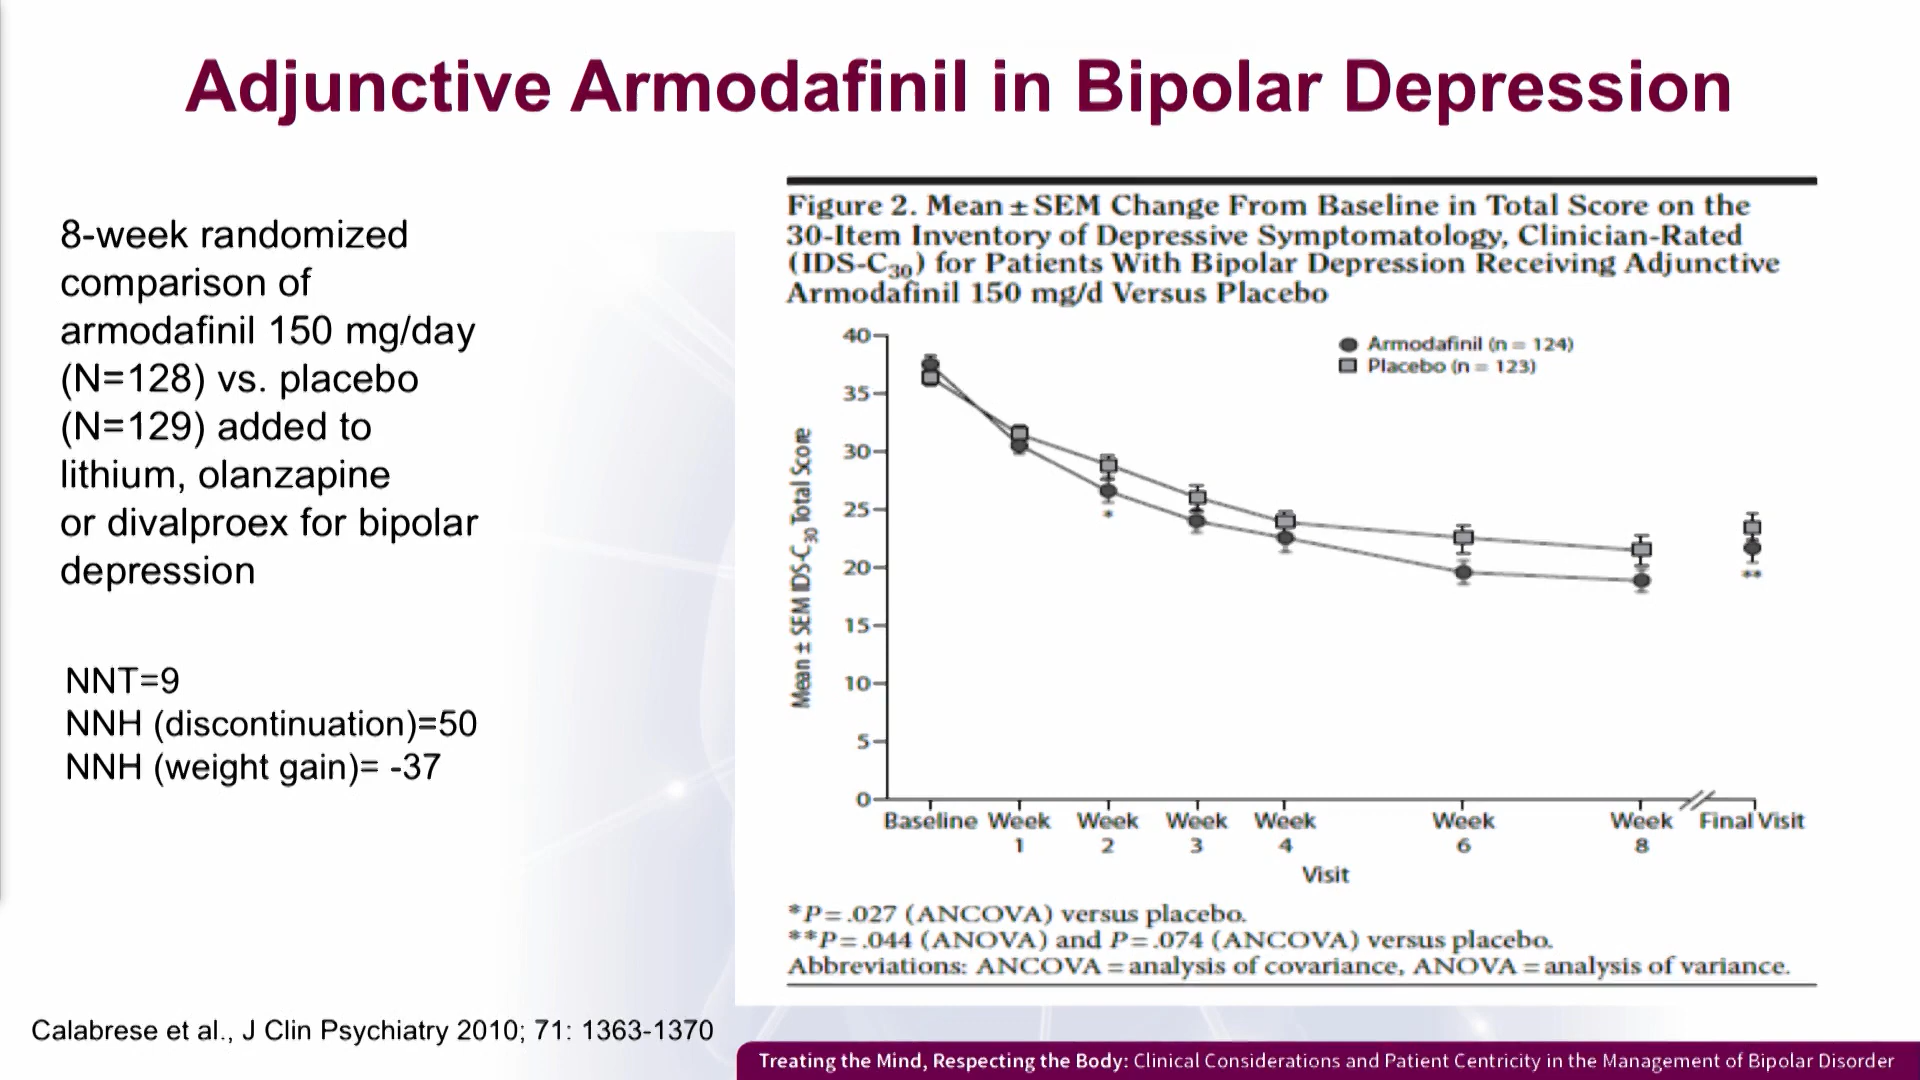 Adjunctive Armodafinil in Bipolar Depression
8-week randomized
comparison of
armodafinil 150 mg/day
(N=128) vs. placebo
(N=129) added to
lithium, olanzapine
or divalproex for bipolar
depression
NNT=9
NNH (discontinuation)=50
NNH (weight gain)= -37
Calabrese et al., J Clin Psychiatry 2010; 71: 1363-1370
Figure 2. Mean ± SEM Change From Baseline in Total Score on the
30-Item Inventory of Depressive Symptomatology, Clinician-Rated
(IDS-C30) for Patients With Bipolar Depression Receiving Adjunctive
Armodafinil 150 mg/d Versus Placebo
Armodafinil (n = 124)
Placebo (n = 123)
Mean ± SEM IDS-C30 Total Score
40
35
30
25
20
15
10
5
0
*
**
Baseline Week Week Week Week Week Week Final Visit
1 2 3 4 6 8
Visit
*P = .027 (ANCOVA) versus placebo.
**P = .044 (ANOVA) and P = .074 (ANCOVA) versus placebo.
Abbreviations: ANCOVA = analysis of covariance, ANOVA = analysis of variance.
Treating the Mind, Respecting the Body: Clinical Considerations and Patient Centricity in the Management of Bipolar Disorder